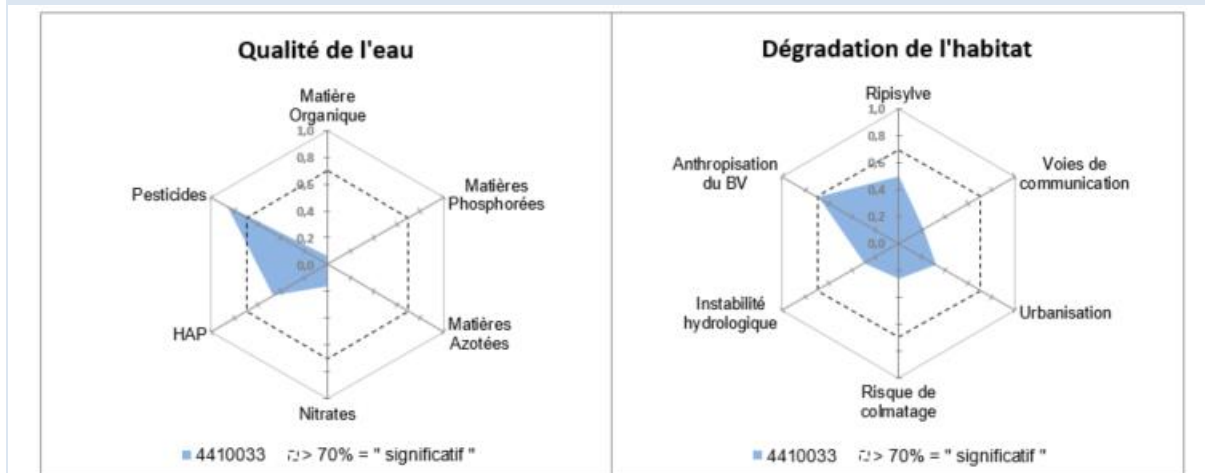 Qualité de l'eau
Matière
Organique
1,0
0,8
0,6
0,4
0,2
0,0
Matières
Phosphorées
Matières
Azotées
Nitrates
HAP
Pesticides
4410033
> 70% = " significatif "
Dégradation de l'habitat
Ripisylve
1,0
0,8
0,6
0,4
0,2
0,0
Voies de
communication
Urbanisation
Risque de
colmatage
Instabilité
hydrologique
Anthropisation
du BV
4410033
> 70% = " significatif "